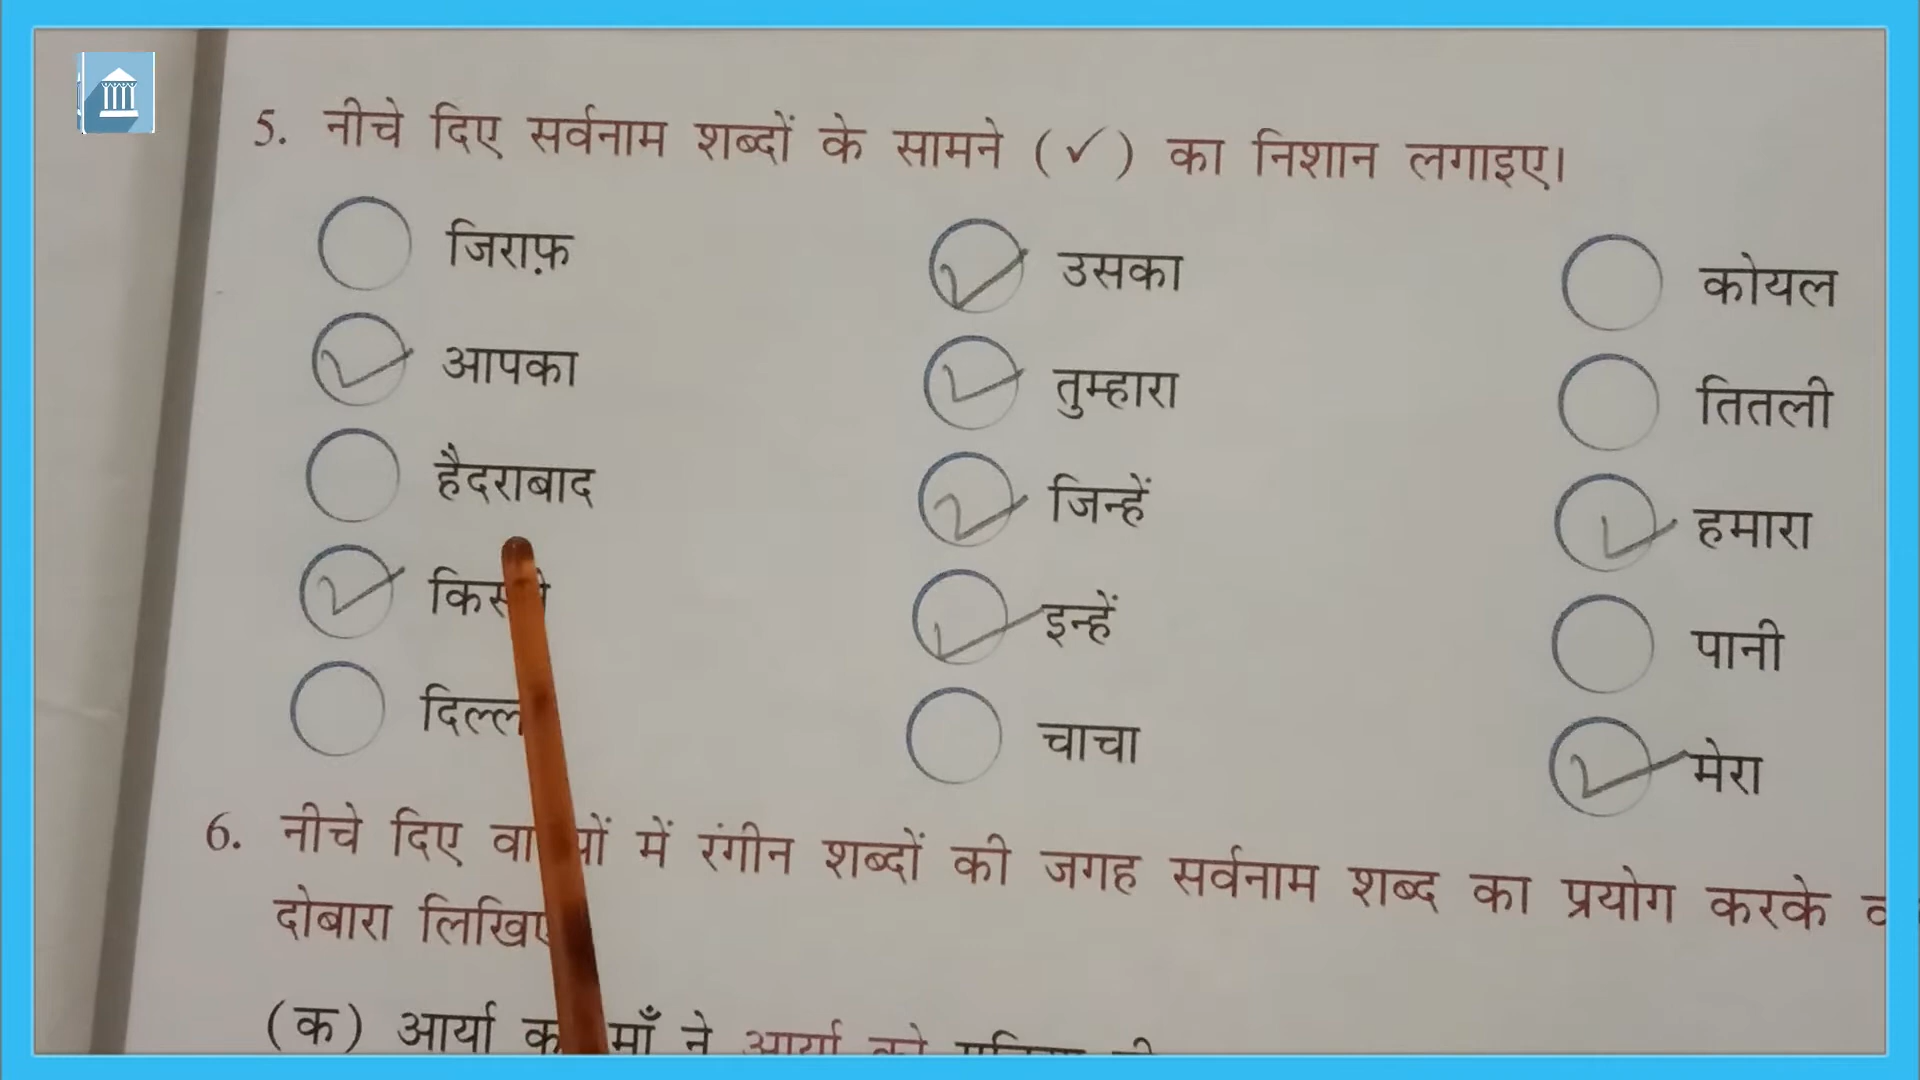 5. नीचे दिए सर्वनाम शब्दों के सामने (✓) का निशान लगाइए।
जिराफ़ उसका कोयल
आपका तुम्हारा तितली
हैदराबाद जिन्हें हमारा
इन्हें पानी
चाचा मेरा
6. नीचे दिए में रंगीन शब्दों की जगह सर्वनाम शब्द का प्रयोग करके
दोबारा
(क) आर्या माँ ने आर्या को